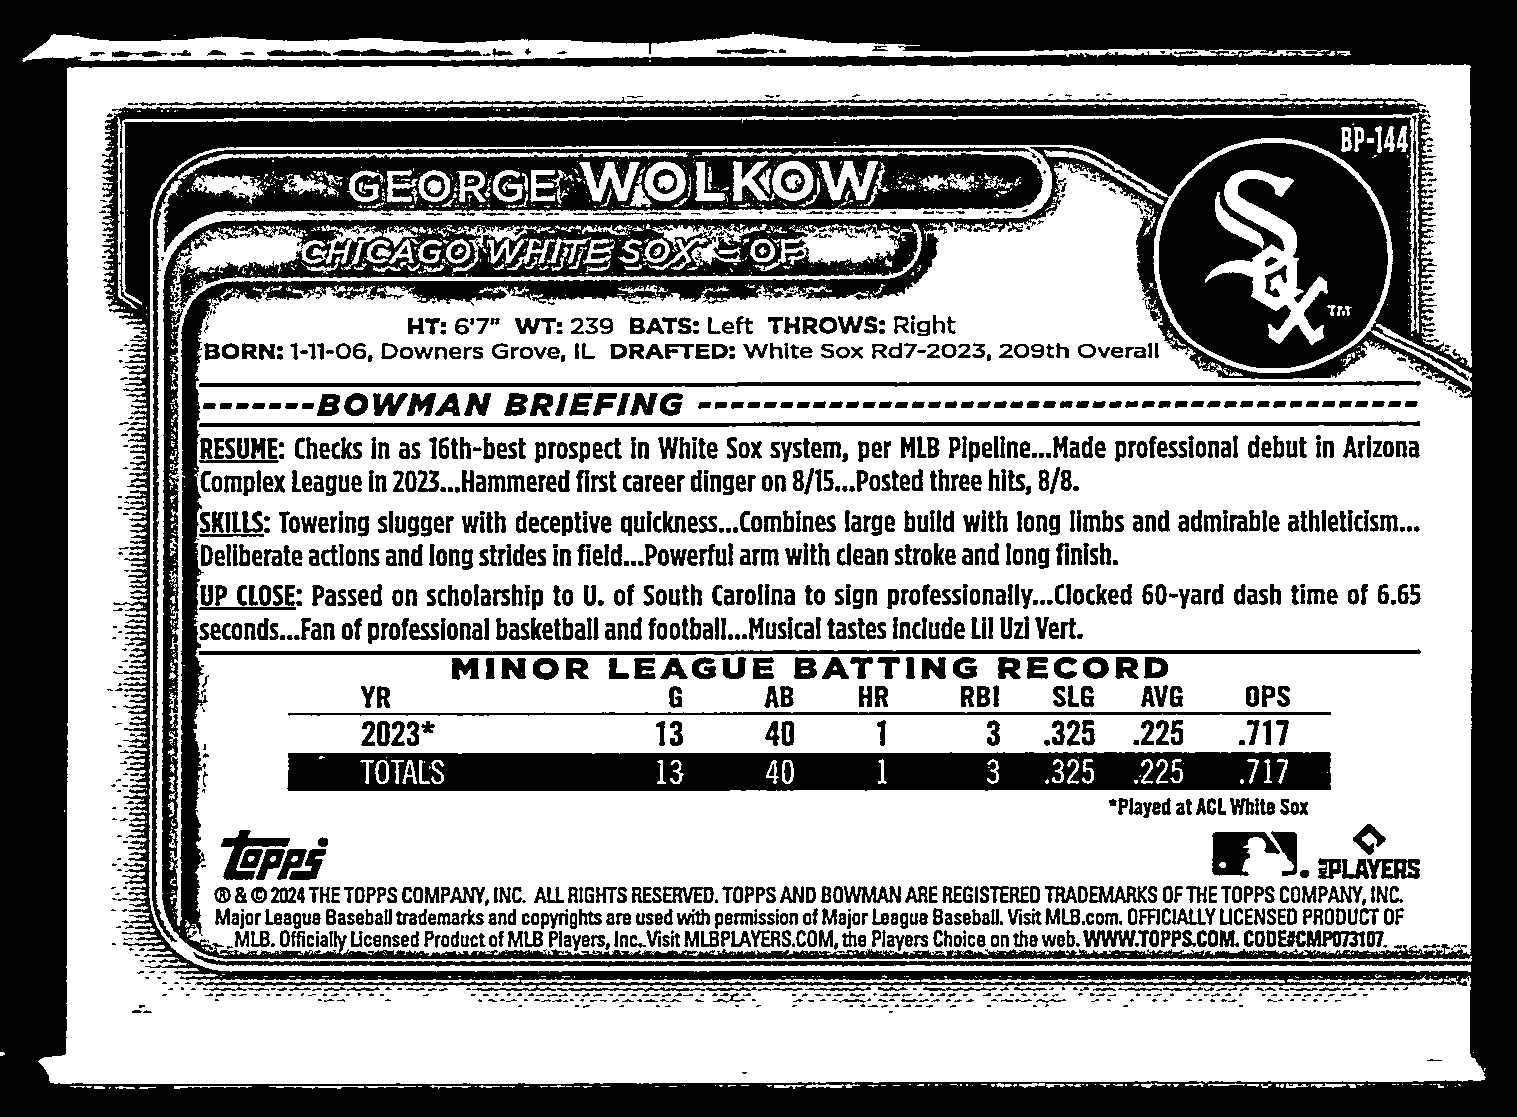 BP-144
GEORGE WOLKOW
CHICAGO WHITE SOX – OF
Sox TM
HT: 6'7" WT: 239 BATS: Left THROWS: Right
BORN: 1-11-06, Downers Grove, IL DRAFTED: White Sox Rd7-2023, 209th Overall
BOWMAN BRIEFING
RESUME: Checks in as 16th-best prospect in White Sox system, per MLB Pipeline...Made professional debut in Arizona
Complex League in 2023...Hammered first career dinger on 8/15...Posted three hits, 8/8.
SKILLS: Towering slugger with deceptive quickness...Combines large build with long limbs and admirable athleticism...
Deliberate actions and long strides in field...Powerful arm with clean stroke and long finish.
UP CLOSE: Passed on scholarship to U. of South Carolina to sign professionally...Clocked 60-yard dash time of 6.65
seconds...Fan of professional basketball and football...Musical tastes include Lil Uzi Vert.
MINOR LEAGUE BATTING RECORD
YR G AB HR RBI SLG AVG OPS
2023* 13 40 1 3 .325 .225 .717
TOTALS 13 40 1 3 .325 .225 .717
*Played at ACL White Sox
topps
MLB PLAYERS
® & © 2024 THE TOPPS COMPANY, INC. ALL RIGHTS RESERVED. TOPPS AND BOWMAN ARE REGISTERED TRADEMARKS OF THE TOPPS COMPANY, INC.
Major League Baseball trademarks and copyrights are used with permission of Major League Baseball. Visit MLB.com. OFFICIALLY LICENSED PRODUCT OF
MLB. Officially Licensed Product of MLB Players, Inc. Visit MLBPLAYERS.COM, the Players Choice on the web. WWW.TOPPS.COM. CODE#CMP073107.